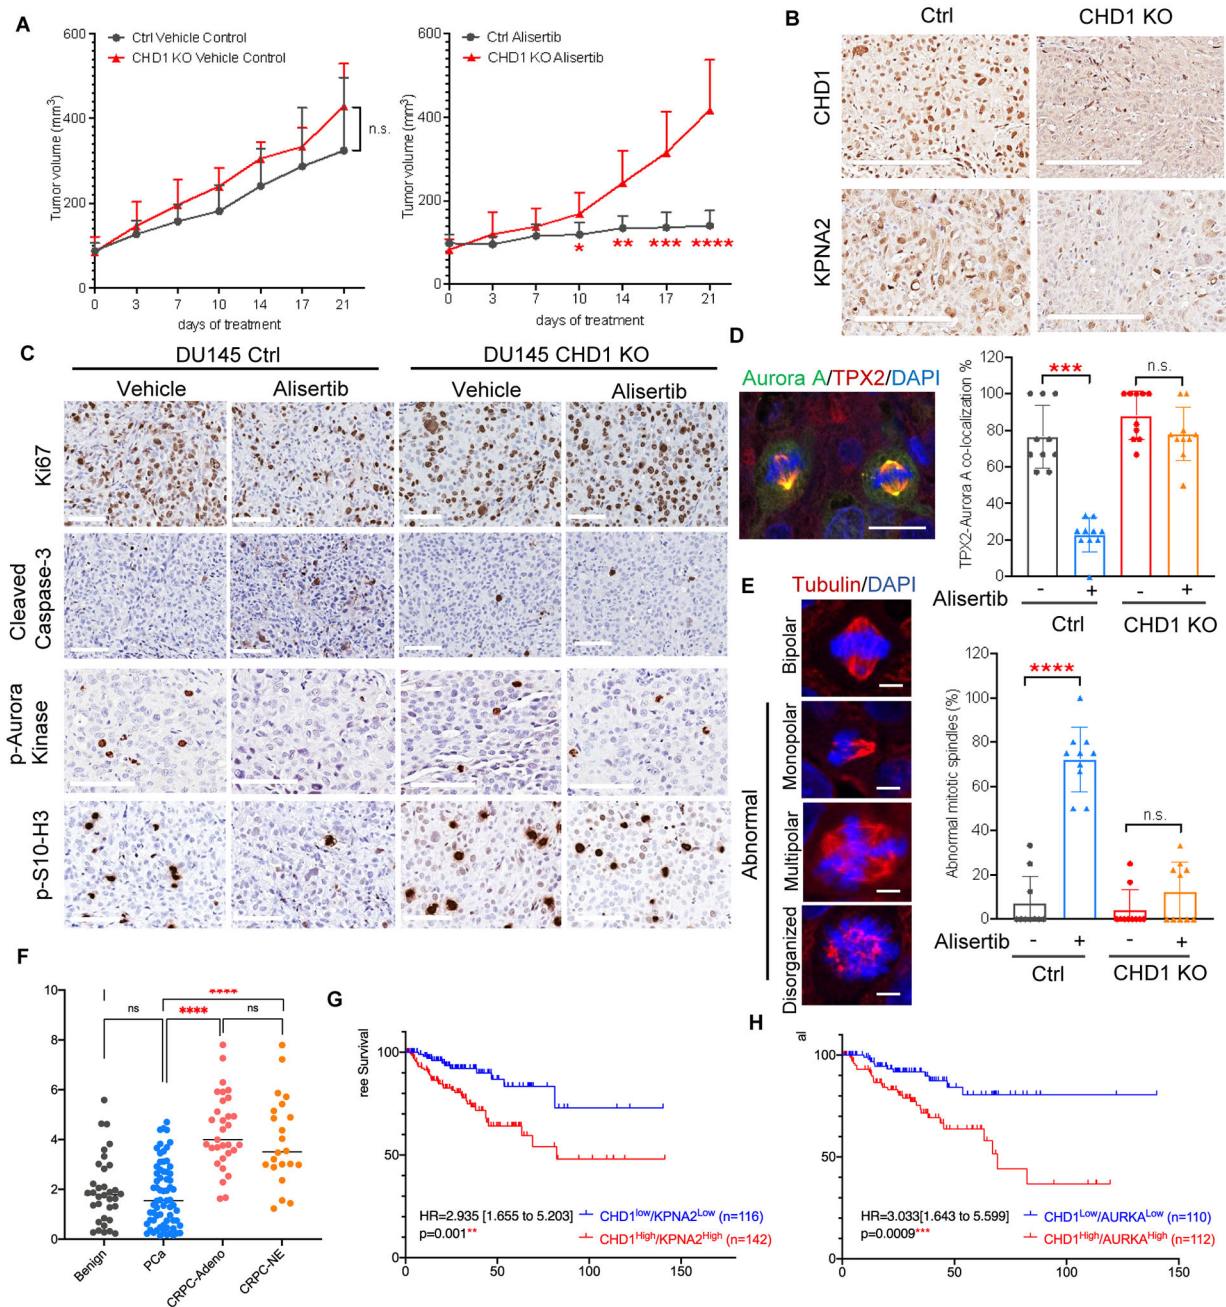 A
Ctrl Vehicle Control
CHD1 KO Vehicle Control
Tumor volume (mm³)
600
400
200
0
n.s.
0 3 7 10 14 17 21
days of treatment
Ctrl Alisertib
CHD1 KO Alisertib
Tumor volume (mm³)
600
400
200
0
* ** *** ****
0 3 7 10 14 17 21
days of treatment
B
Ctrl CHD1 KO
CHD1
KPNA2
C
DU145 Ctrl DU145 CHD1 KO
Vehicle Alisertib Vehicle Alisertib
Ki67
Cleaved
Caspase-3
p-Aurora
Kinase
p-S10-H3
D
Aurora A/TPX2/DAPI
TPX2-Aurora A co-localization %
120
100
80
60
40
20
0
*** n.s.
Alisertib - + - +
Ctrl CHD1 KO
E
Tubulin/DAPI
Abnormal
Bipolar
Monopolar
Multipolar
Disorganized
Abnormal mitotic spindles (%)
120
100
80
60
40
20
0
**** n.s.
Alisertib - + - +
Ctrl CHD1 KO
F
10
8
6
4
2
0
****
ns **** ns
Benign PCa CRPC-Adeno CRPC-NE
G
ree Survival
100
50
HR=2.935 [1.655 to 5.203]
p=0.001**
CHD1low/KPNA2Low (n=116)
CHD1High/KPNA2High (n=142)
0 50 100 150
H
al
100
50
HR=3.033[1.643 to 5.599]
p=0.0009***
CHD1Low/AURKALow (n=110)
CHD1High/AURKAHigh (n=112)
0 50 100 150